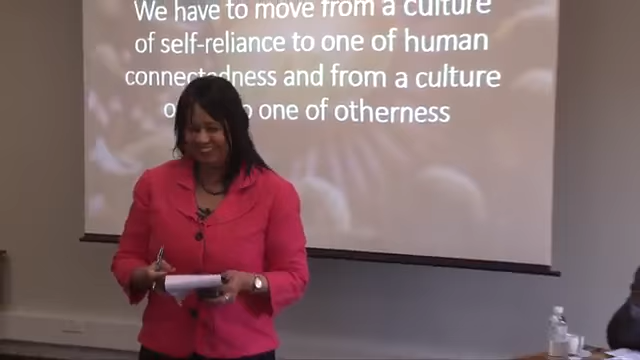 We have to move from a culture
of self-reliance to one of human
connectedness and from a culture
to one of otherness